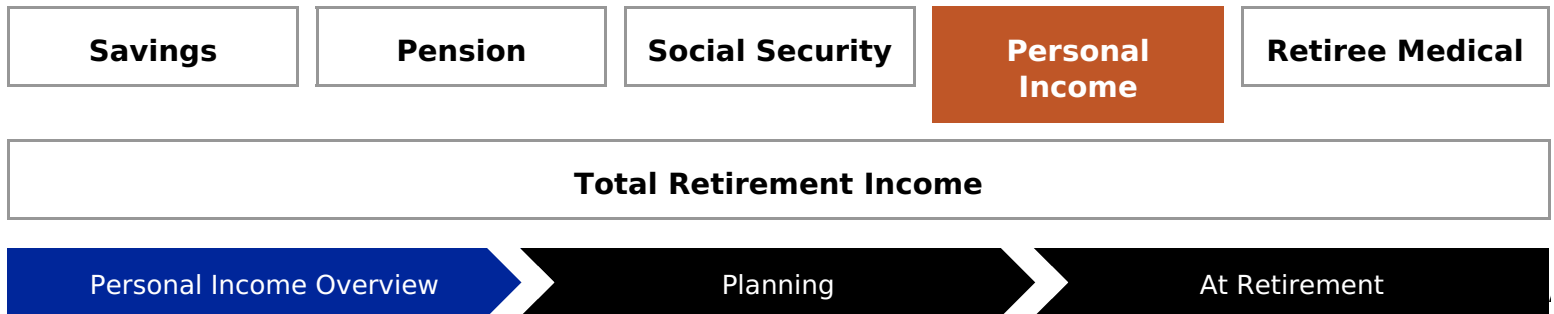 Savings
Pension
Social Security
Personal
Income
Retiree Medical
Total Retirement Income
Personal Income Overview
Planning
At Retirement